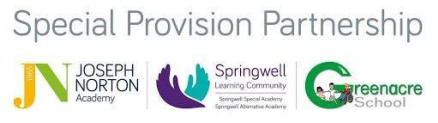 Special Provision Partnership
JN
JOSEPH
NORTON
Academy
Springwell
Learning Community
Springwell Special Academy
Springwell Alternative Academy
Greenacre
School